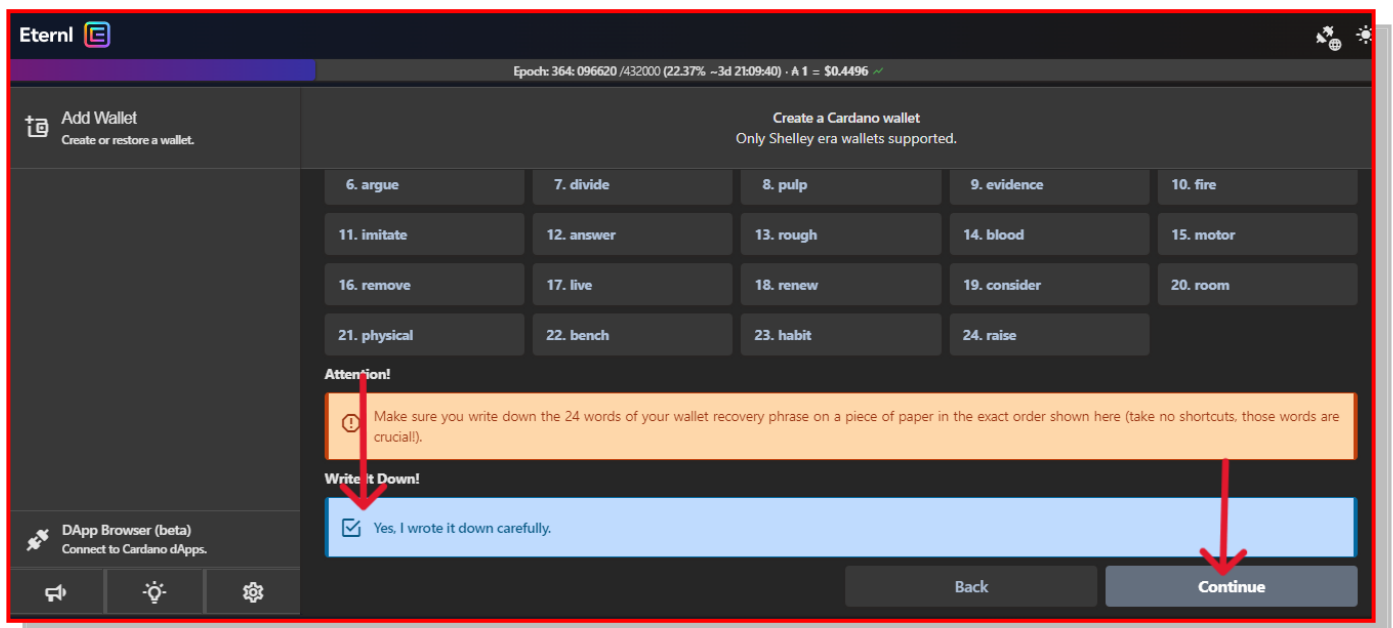 Eternl
Epoch: 364: 096620 /432000 (22.37% ~3d 21:09:40) · ₳ 1 = $0.4496
Add Wallet
Create or restore a wallet.
Create a Cardano wallet
Only Shelley era wallets supported.
6. argue 7. divide 8. pulp 9. evidence 10. fire
11. imitate 12. answer 13. rough 14. blood 15. motor
16. remove 17. live 18. renew 19. consider 20. room
21. physical 22. bench 23. habit 24. raise
Attention!
Make sure you write down the 24 words of your wallet recovery phrase on a piece of paper in the exact order shown here (take no shortcuts, those words are
crucial!).
Write It Down!
Yes, I wrote it down carefully.
DApp Browser (beta)
Connect to Cardano dApps.
Back Continue